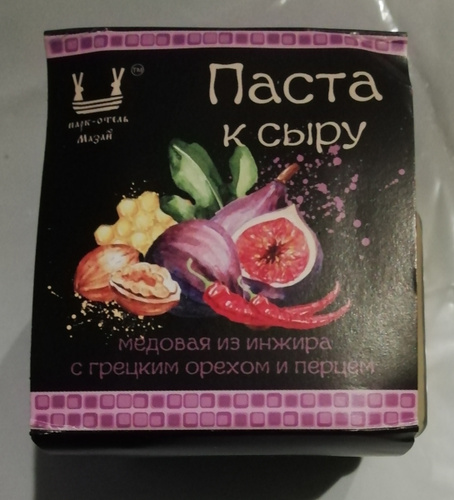 парк-отель
Мазай
Паста
к сыру
медовая из инжира
с грецким орехом и перцем